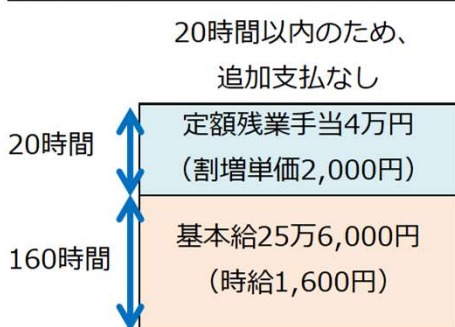 20時間以内のため、
追加支払なし
20時間
定額残業手当4万円
（割増単価2,000円）
160時間
基本給25万6,000円
（時給1,600円）